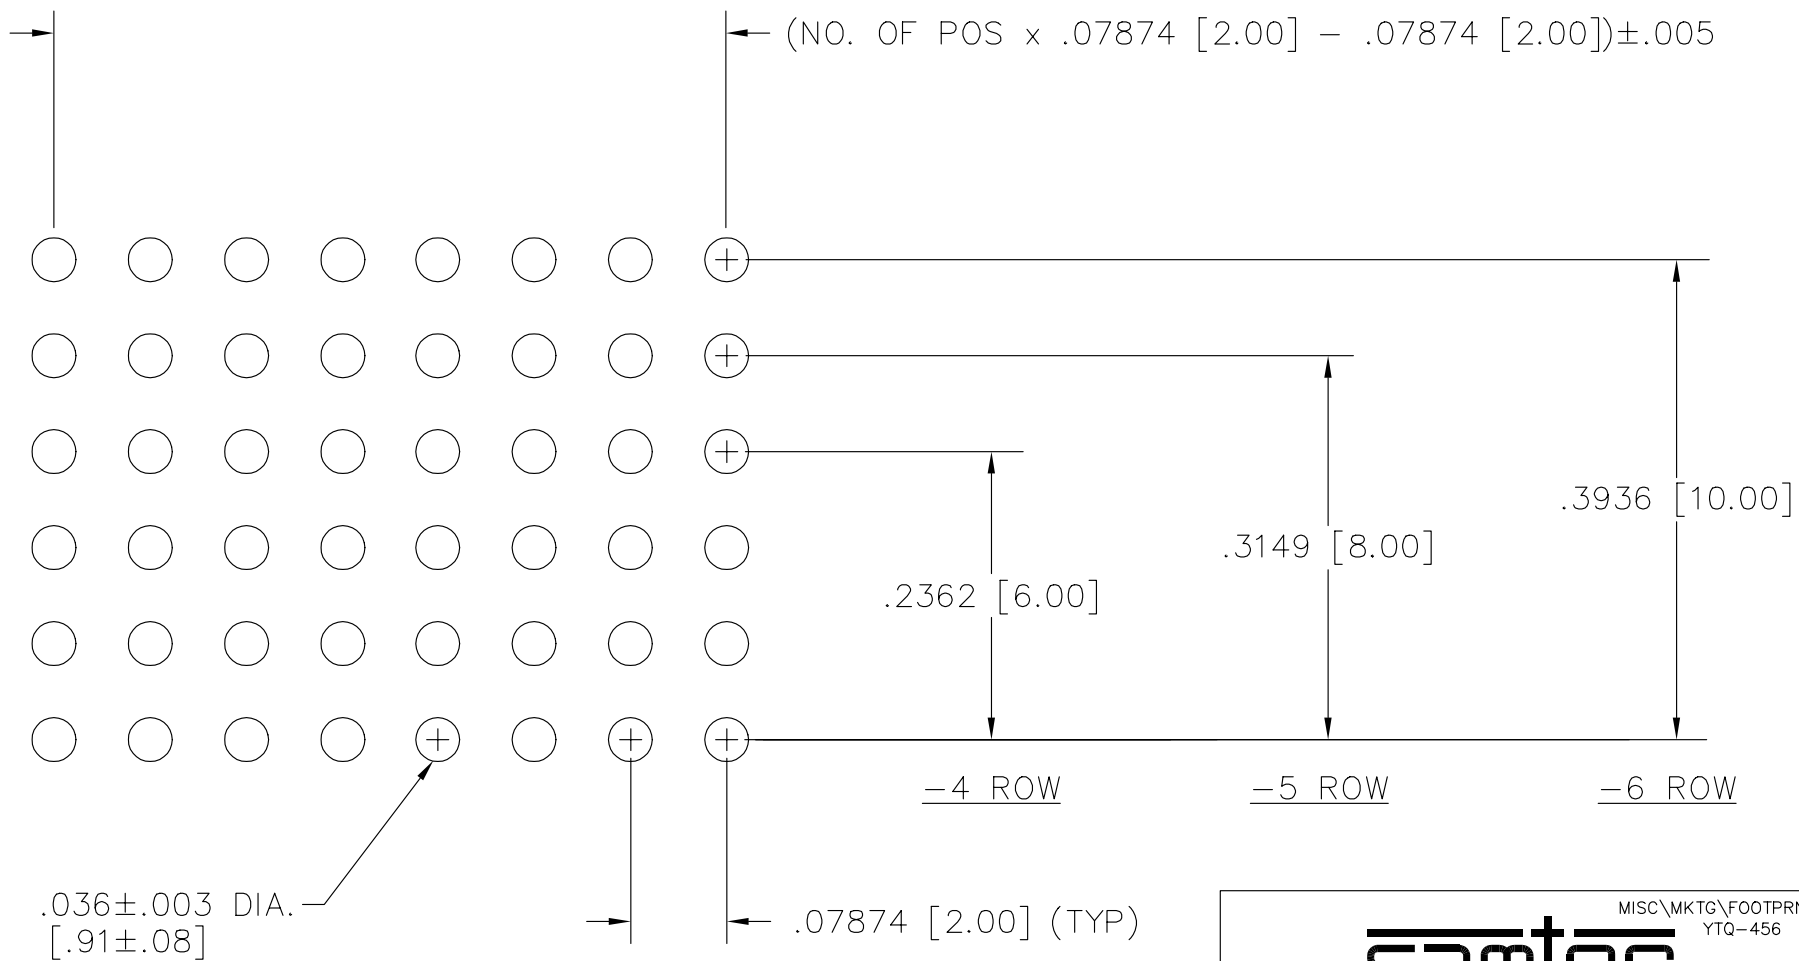 (NO. OF POS x .07874 [2.00] − .07874 [2.00])±.005
.3936 [10.00]
.3149 [8.00]
.2362 [6.00]
−4 ROW
−5 ROW
−6 ROW
.036±.003 DIA.
[.91±.08]
.07874 [2.00] (TYP)
YTQ−456